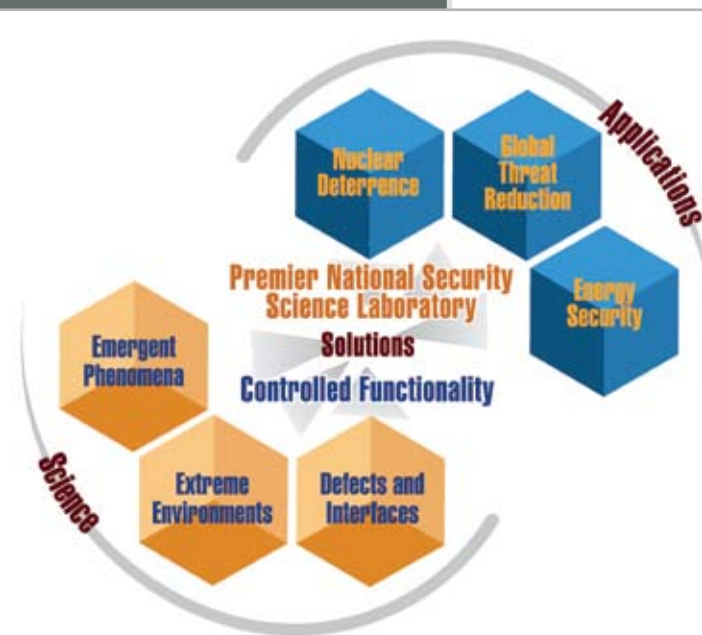 Applications
Nuclear
Deterrence
Global
Threat
Reduction
Energy
Security
Premier National Security
Science Laboratory
Solutions
Controlled Functionality
Emergent
Phenomena
Extreme
Environments
Defects and
Interfaces
Science